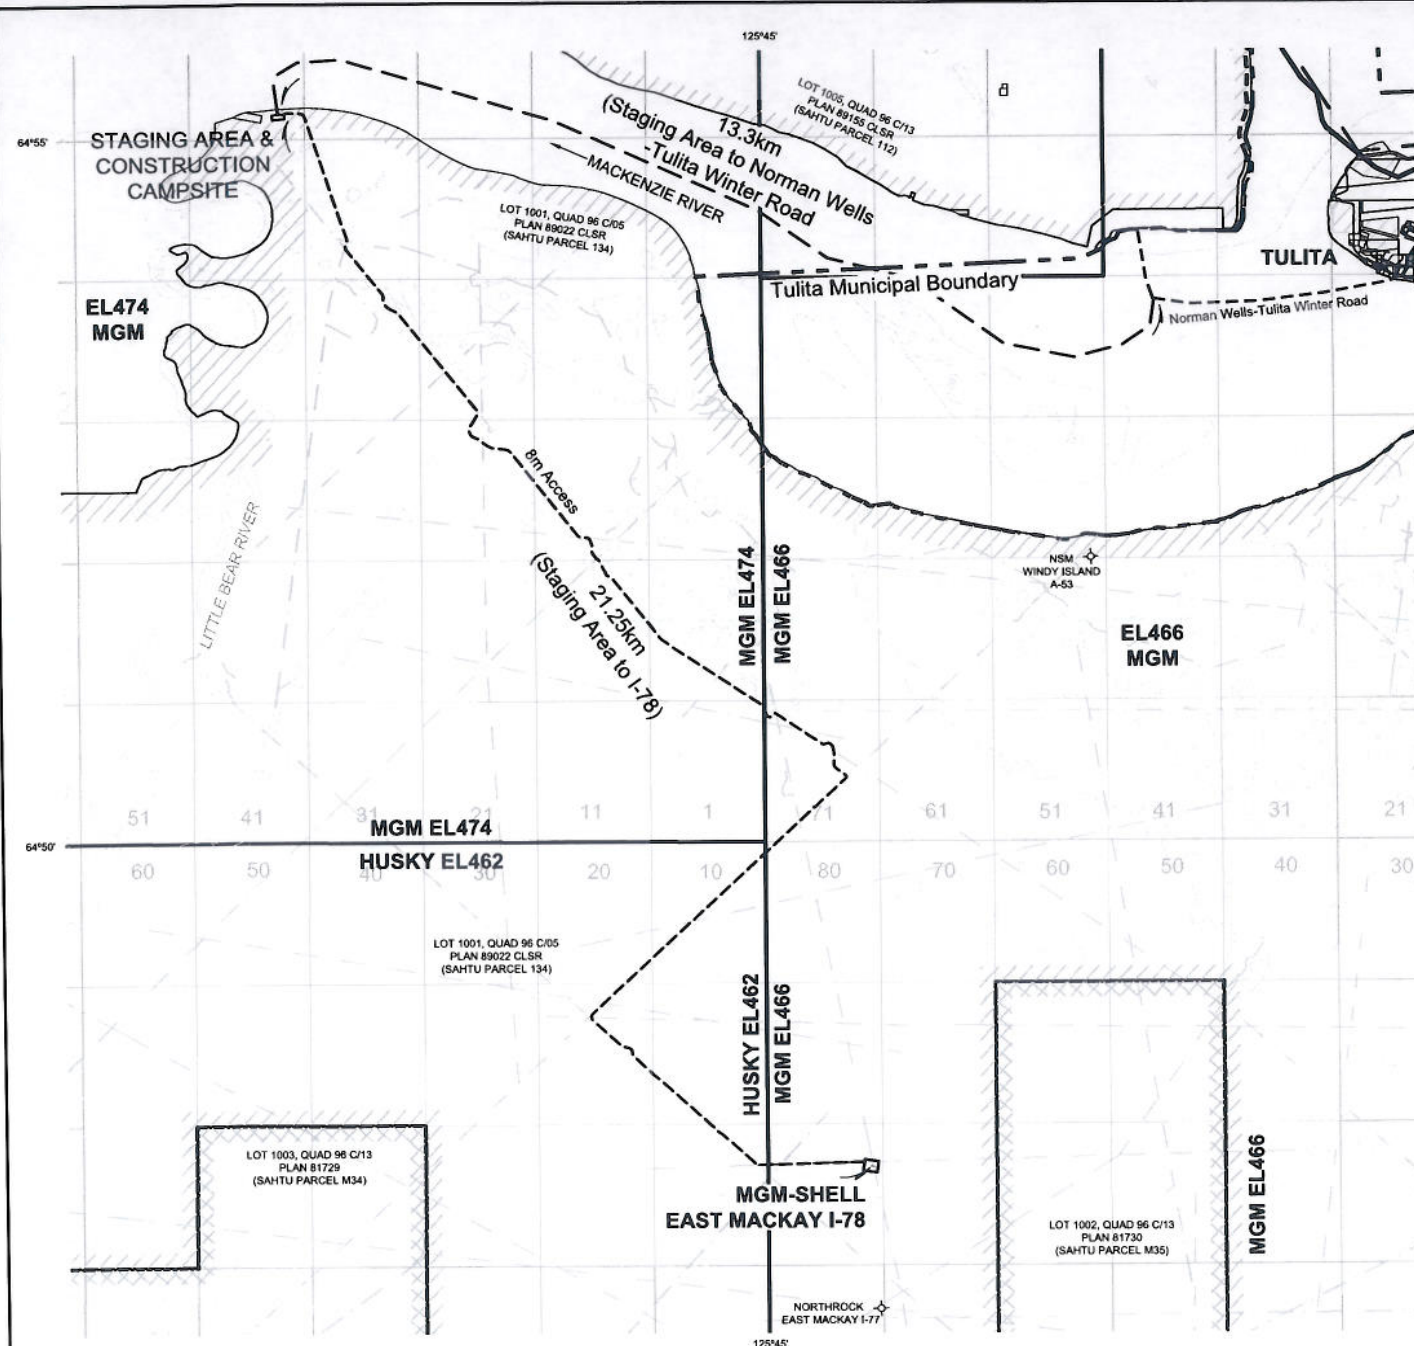 125°45'
LOT 1005, QUAD 96 C/13
PLAN 89155 CLSR
(SAHTU PARCEL 112)
13.3km
(Staging Area to Norman Wells
-Tulita Winter Road
MACKENZIE RIVER
64°55'
STAGING AREA &
CONSTRUCTION
CAMPSITE
LOT 1001, QUAD 96 C/05
PLAN 89022 CLSR
(SAHTU PARCEL 134)
TULITA
Tulita Municipal Boundary
Norman Wells-Tulita Winter Road
EL474
MGM
8m Access
LITTLE BEAR RIVER
21.25km
(Staging Area to I-78)
MGM EL474
MGM EL466
NSM
WINDY ISLAND
A-53
EL466
MGM
51 41 31 21 11 1 71 61 51 41 31 21
MGM EL474
64°50'
HUSKY EL462
60 50 40 30 20 10 80 70 60 50 40 30
LOT 1001, QUAD 96 C/05
PLAN 89022 CLSR
(SAHTU PARCEL 134)
HUSKY EL462
MGM EL466
LOT 1003, QUAD 96 C/13
PLAN 81729
(SAHTU PARCEL M34)
MGM-SHELL
EAST MACKAY I-78
LOT 1002, QUAD 96 C/13
PLAN 81730
(SAHTU PARCEL M35)
MGM EL466
NORTHROCK
EAST MACKAY I-77
125°45'